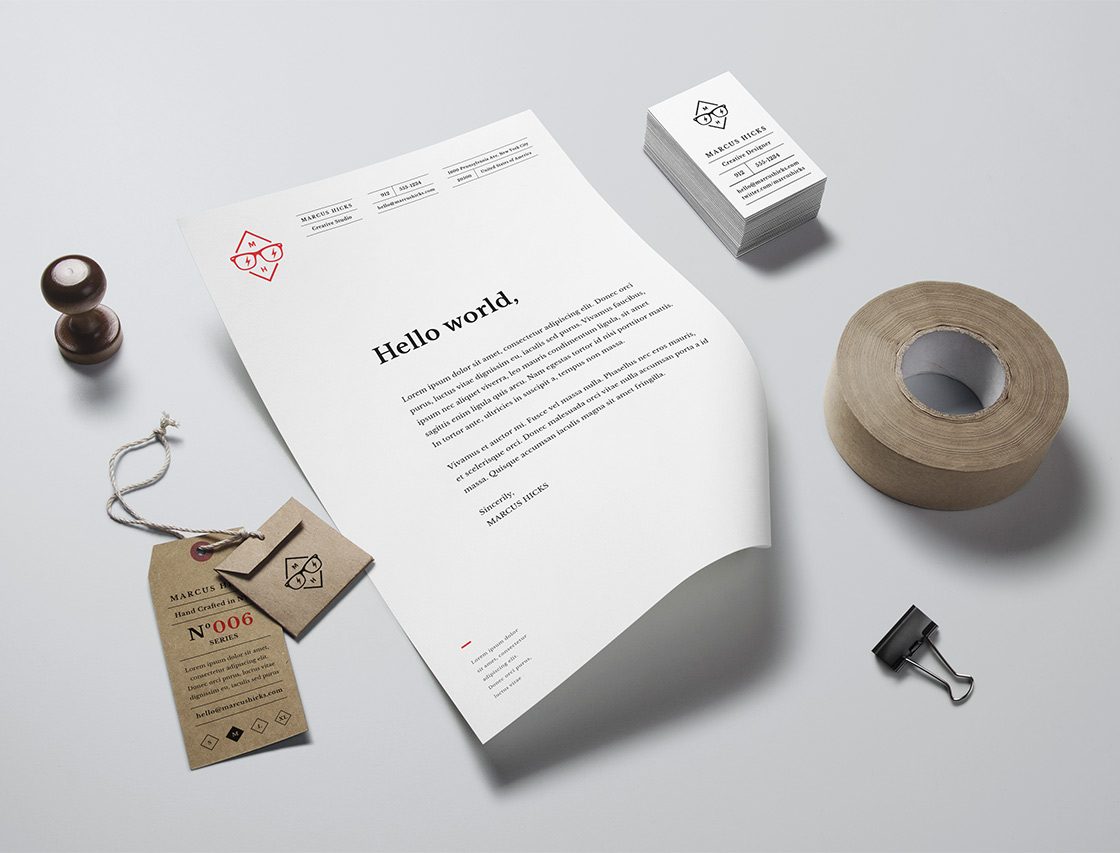 M
H
MARCUS HICKS
Creative Studio
912 555-1234
hello@marcushicks.com
1600 Pennsylvania Ave, New York City
20500 United States of America
Hello world,
Lorem ipsum dolor sit amet, consectetur adipiscing elit. Donec orci
purus, luctus vitae dignissim eu, iaculis sed purus. Vivamus faucibus,
ipsum nec aliquet viverra, leo mauris condimentum ligula, sit amet
sagittis enim ligula quis arcu. Nam egestas tortor id nisi porttitor mattis.
In tortor ante, ultricies in suscipit a, tempus non massa.
Vivamus et auctor mi. Fusce vel massa nulla. Phasellus nec eros mauris,
et scelerisque orci. Donec malesuada orci vitae nulla accumsan porta a id
massa. Quisque accumsan iaculis magna sit amet fringilla.
Sincerily,
MARCUS HICKS
Lorem ipsum dolor
sit amet, consectetur
adipiscing elit.
Donec orci purus,
luctus vitae
M
H
MARCUS HICKS
Creative Designer
912 555-1234
hello@marcushicks.com
twitter.com/marcushicks
M
H
MARCUS H
Hand Crafted in N
Nº006
SERIES
Lorem ipsum dolor sit amet,
consectetur adipiscing elit.
Donec orci purus, luctus vitae
dignissim eu, iaculis sed purus
hello@marcushicks.com
S M L XL